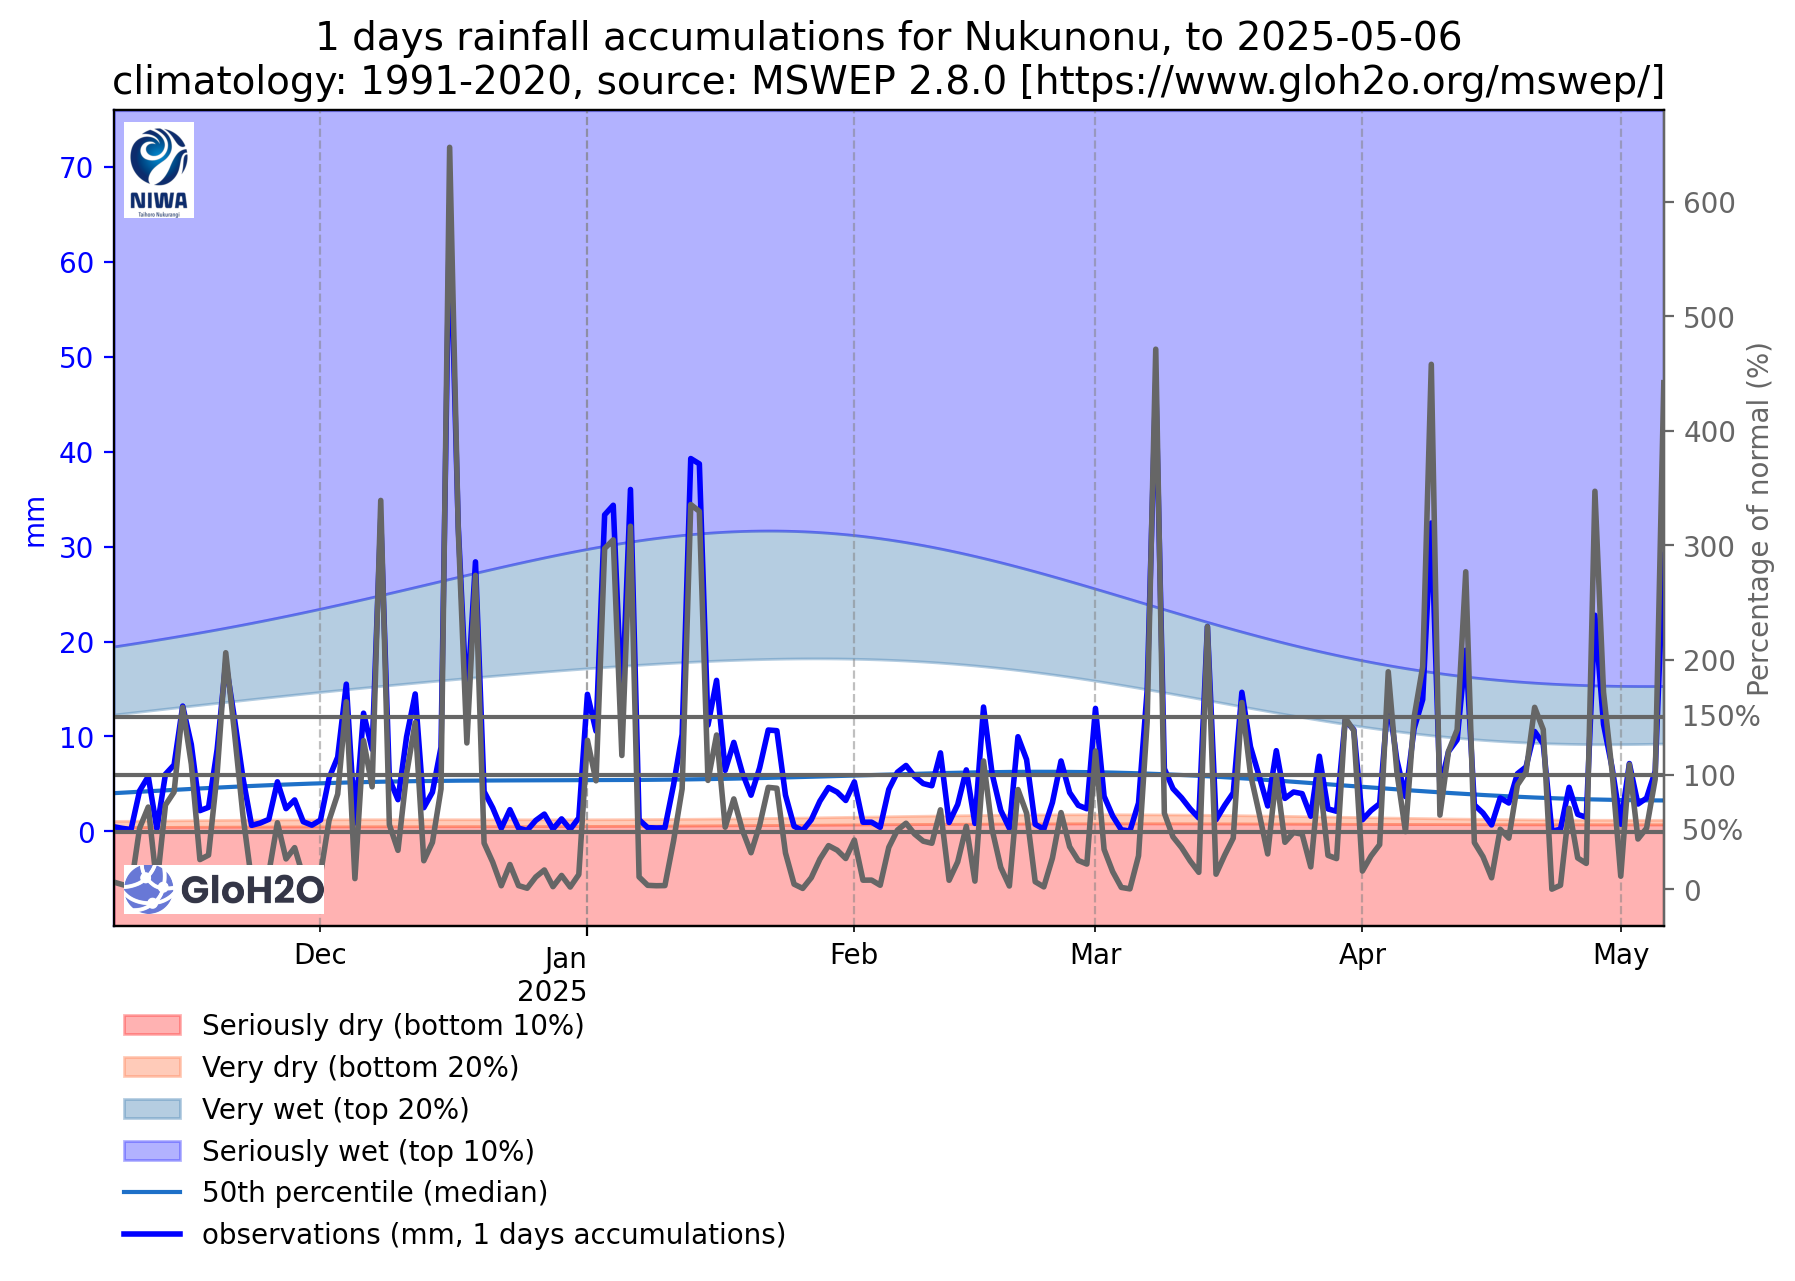 1 days rainfall accumulations for Nukunonu, to 2025-05-06
climatology: 1991-2020, source: MSWEP 2.8.0 [https://www.gloh2o.org/mswep/]
NIWA
Taihoro Nukurangi
70
60
50
40
30
20
10
0
mm
600
500
400
300
200
150%
100
50%
0
Percentage of normal (%)
GloH2O
Dec
Jan
2025
Feb
Mar
Apr
May
Seriously dry (bottom 10%)
Very dry (bottom 20%)
Very wet (top 20%)
Seriously wet (top 10%)
50th percentile (median)
observations (mm, 1 days accumulations)